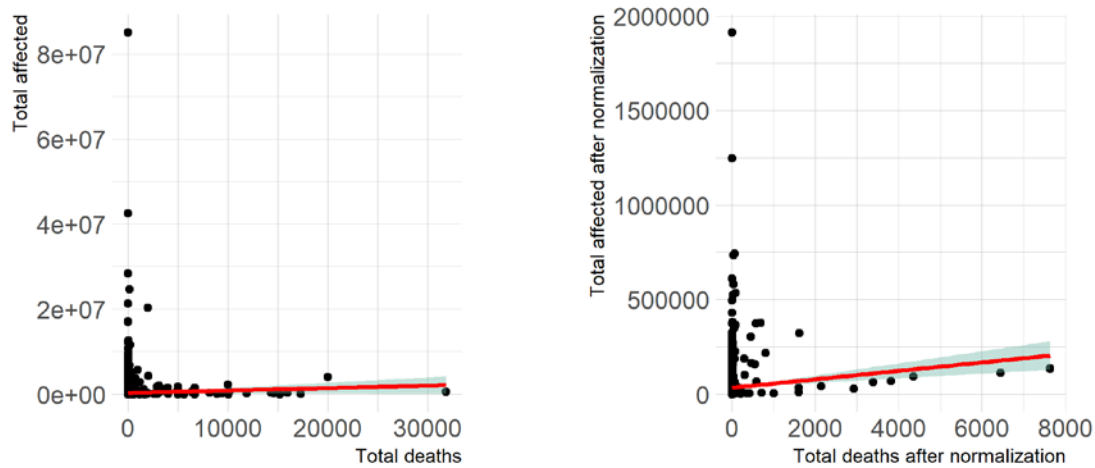 Total affected
8e+07
6e+07
4e+07
2e+07
0e+00
0 10000 20000 30000
Total deaths
Total affected after normalization
2000000
1500000
1000000
500000
0
0 2000 4000 6000 8000
Total deaths after normalization